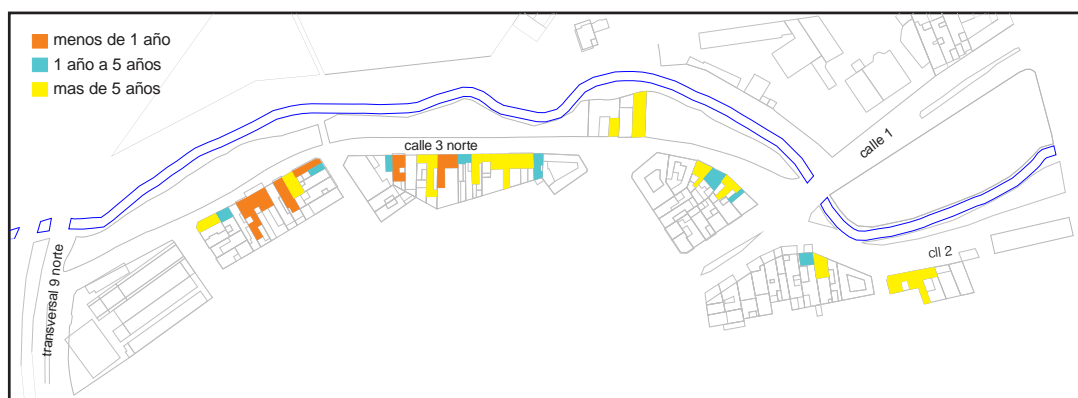 menos de 1 año
1 año a 5 años
mas de 5 años
calle 3 norte
calle 1
cll 2
transversal 9 norte